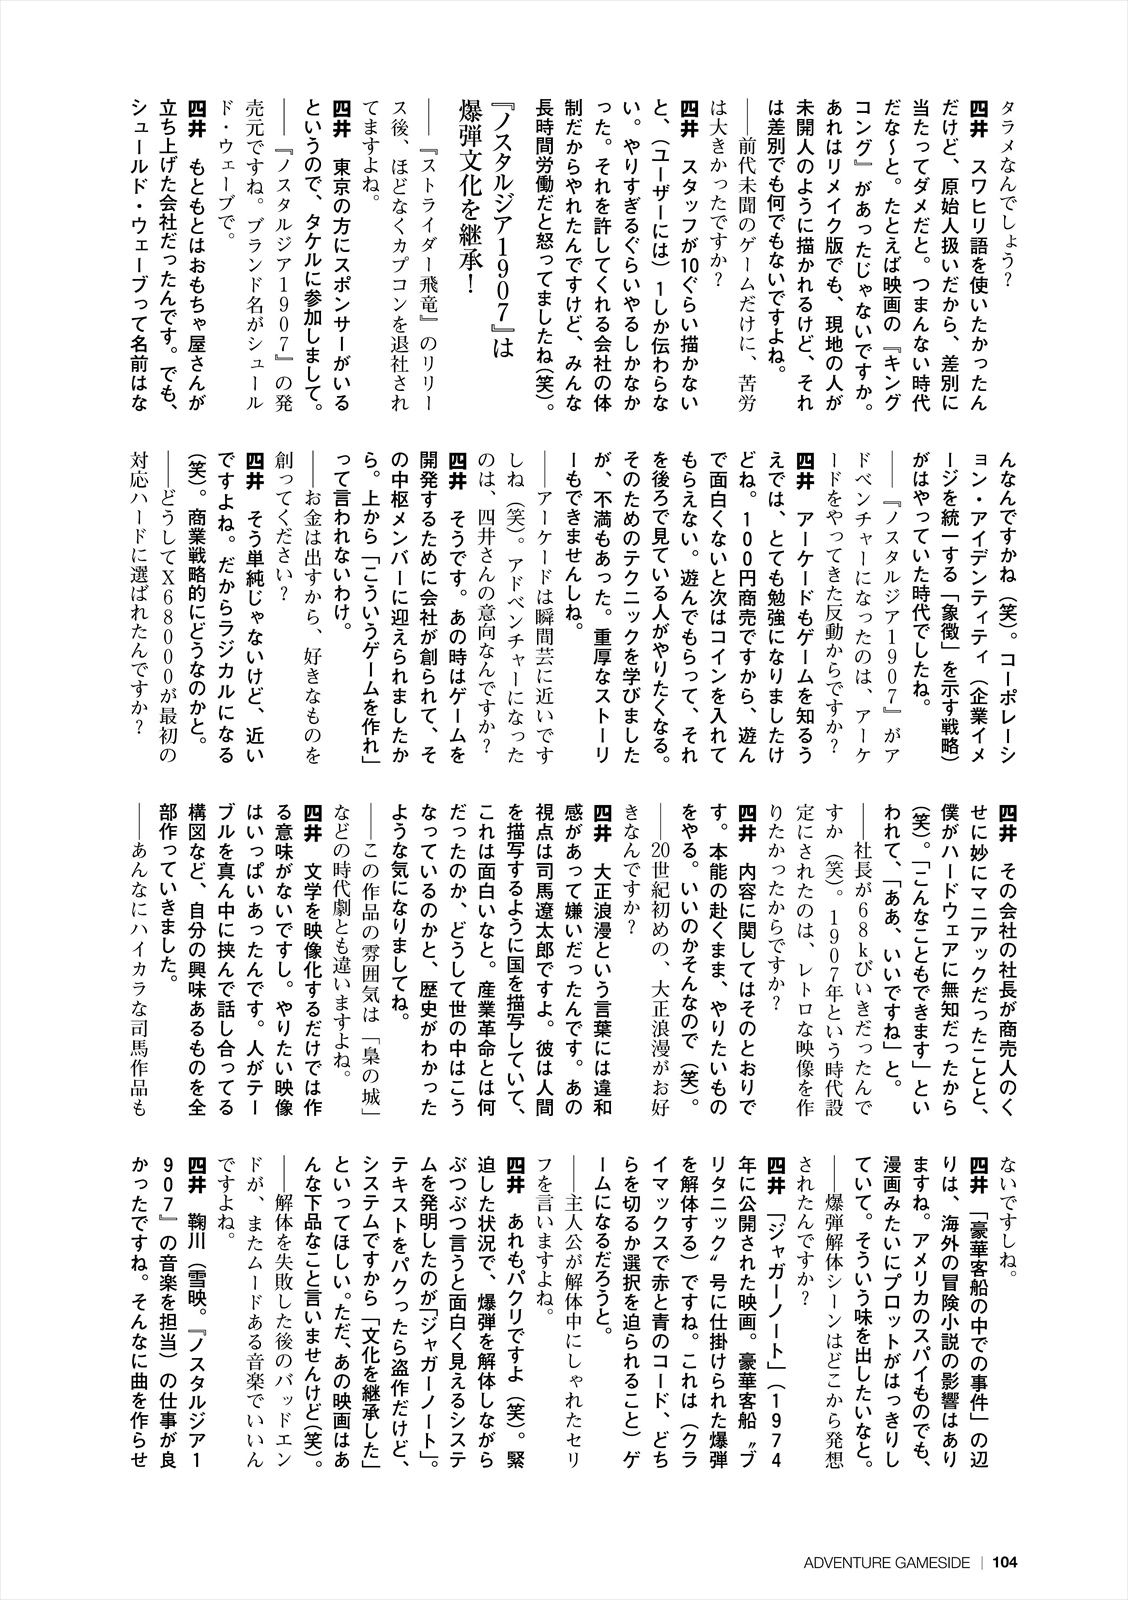 タラメなんでしょう？
四井　スワヒリ語を使いたかったん
だけど、原始人扱いだから、差別に
当たってダメだと。つまんない時代
だな〜と。たとえば映画の『キング
コング』があったじゃないですか。
あれはリメイク版でも、現地の人が
未開人のように描かれるけど、それ
は差別でも何でもないですよね。
――前代未聞のゲームだけに、苦労
は大きかったですか？
四井　スタッフが10ぐらい描かない
と、（ユーザーには）１しか伝わらな
い。やりすぎるぐらいやるしかなか
った。それを許してくれる会社の体
制だからやれたんですけど、みんな
長時間労働だと怒ってましたね（笑）。
『ノスタルジア1907』は
爆弾文化を継承！
――『ストライダー飛竜』のリリー
ス後、ほどなくカプコンを退社され
てますよね。
四井　東京の方にスポンサーがいる
というので、タケルに参加しまして。
――『ノスタルジア1907』の発
売元ですね。ブランド名がシュール
ド・ウェーブで。
四井　もともとはおもちゃ屋さんが
立ち上げた会社だったんです。でも、
シュールド・ウェーブって名前はな
んなんですかね（笑）。コーポレーシ
ョン・アイデンティティ（企業イメ
ージを統一する「象徴」を示す戦略）
がはやっていた時代でしたね。
――『ノスタルジア1907』がア
ドベンチャーになったのは、アーケ
ードをやってきた反動からですか？
四井　アーケードもゲームを知るう
えでは、とても勉強になりましたけ
どね。100円商売ですから、遊ん
で面白くないと次はコインを入れて
もらえない。遊んでもらって、それ
を後ろで見ている人がやりたくなる。
そのためのテクニックを学びました
が、不満もあった。重厚なストーリ
ーもできませんしね。
――アーケードは瞬間芸に近いです
しね（笑）。アドベンチャーになった
のは、四井さんの意向なんですか？
四井　そうです。あの時はゲームを
開発するために会社が創られて、そ
の中枢メンバーに迎えられましたか
ら。上から「こういうゲームを作れ」
って言われないわけ。
――お金は出すから、好きなものを
創ってください？
四井　そう単純じゃないけど、近い
ですよね。だからラジカルになる
（笑）。商業戦略的にどうなのかと。
――どうしてX68000が最初の
対応ハードに選ばれたんですか？
四井　その会社の社長が商売人のく
せに妙にマニアックだったことと、
僕がハードウェアに無知だったから
（笑）。「こんなこともできます」とい
われて、「ああ、いいですね」と。
――社長が68kびいきだったんで
すか（笑）。1907年という時代設
定にされたのは、レトロな映像を作
りたかったからですか？
四井　内容に関してはそのとおりで
す。本能の赴くまま、やりたいもの
をやる。いいのかそんなので（笑）。
――20世紀初めの、大正浪漫がお好
きなんですか？
四井　大正浪漫という言葉には違和
感があって嫌いだったんです。あの
視点は司馬遼太郎ですよ。彼は人間
を描写するように国を描写していて、
これは面白いなと。産業革命とは何
だったのか、どうして世の中はこう
なっているのかと、歴史がわかった
ような気になりましてね。
――この作品の雰囲気は「梟の城」
などの時代劇とも違いますよね。
四井　文学を映像化するだけでは作
る意味がないですし。やりたい映像
はいっぱいあったんです。人がテー
ブルを真ん中に挟んで話し合ってる
構図など、自分の興味あるものを全
部作っていきました。
――あんなにハイカラな司馬作品も
ないですしね。
四井　「豪華客船の中での事件」の辺
りは、海外の冒険小説の影響はあり
ますね。アメリカのスパイものでも、
漫画みたいにプロットがはっきりし
ていて。そういう味を出したいなと。
――爆弾解体シーンはどこから発想
されたんですか？
四井　「ジャガーノート」（1974
年に公開された映画。豪華客船〝ブ
リタニック〟号に仕掛けられた爆弾
を解体する）ですね。これは（クラ
イマックスで赤と青のコード、どち
らを切るか選択を迫られること）ゲ
ームになるだろうと。
――主人公が解体中にしゃれたセリ
フを言いますよね。
四井　あれもパクリですよ（笑）。緊
迫した状況で、爆弾を解体しながら
ぶつぶつ言うと面白く見えるシステ
ムを発明したのが「ジャガーノート」。
テキストをパクったら盗作だけど、
システムですから「文化を継承した」
といってほしい。ただ、あの映画はあ
んな下品なこと言いませんけど（笑）。
――解体を失敗した後のバッドエン
ドが、またムードある音楽でいいん
ですよね。
四井　鞠川（雪映。『ノスタルジア1
907』の音楽を担当）の仕事が良
かったですね。そんなに曲を作らせ
ADVENTURE GAMESIDE | 104